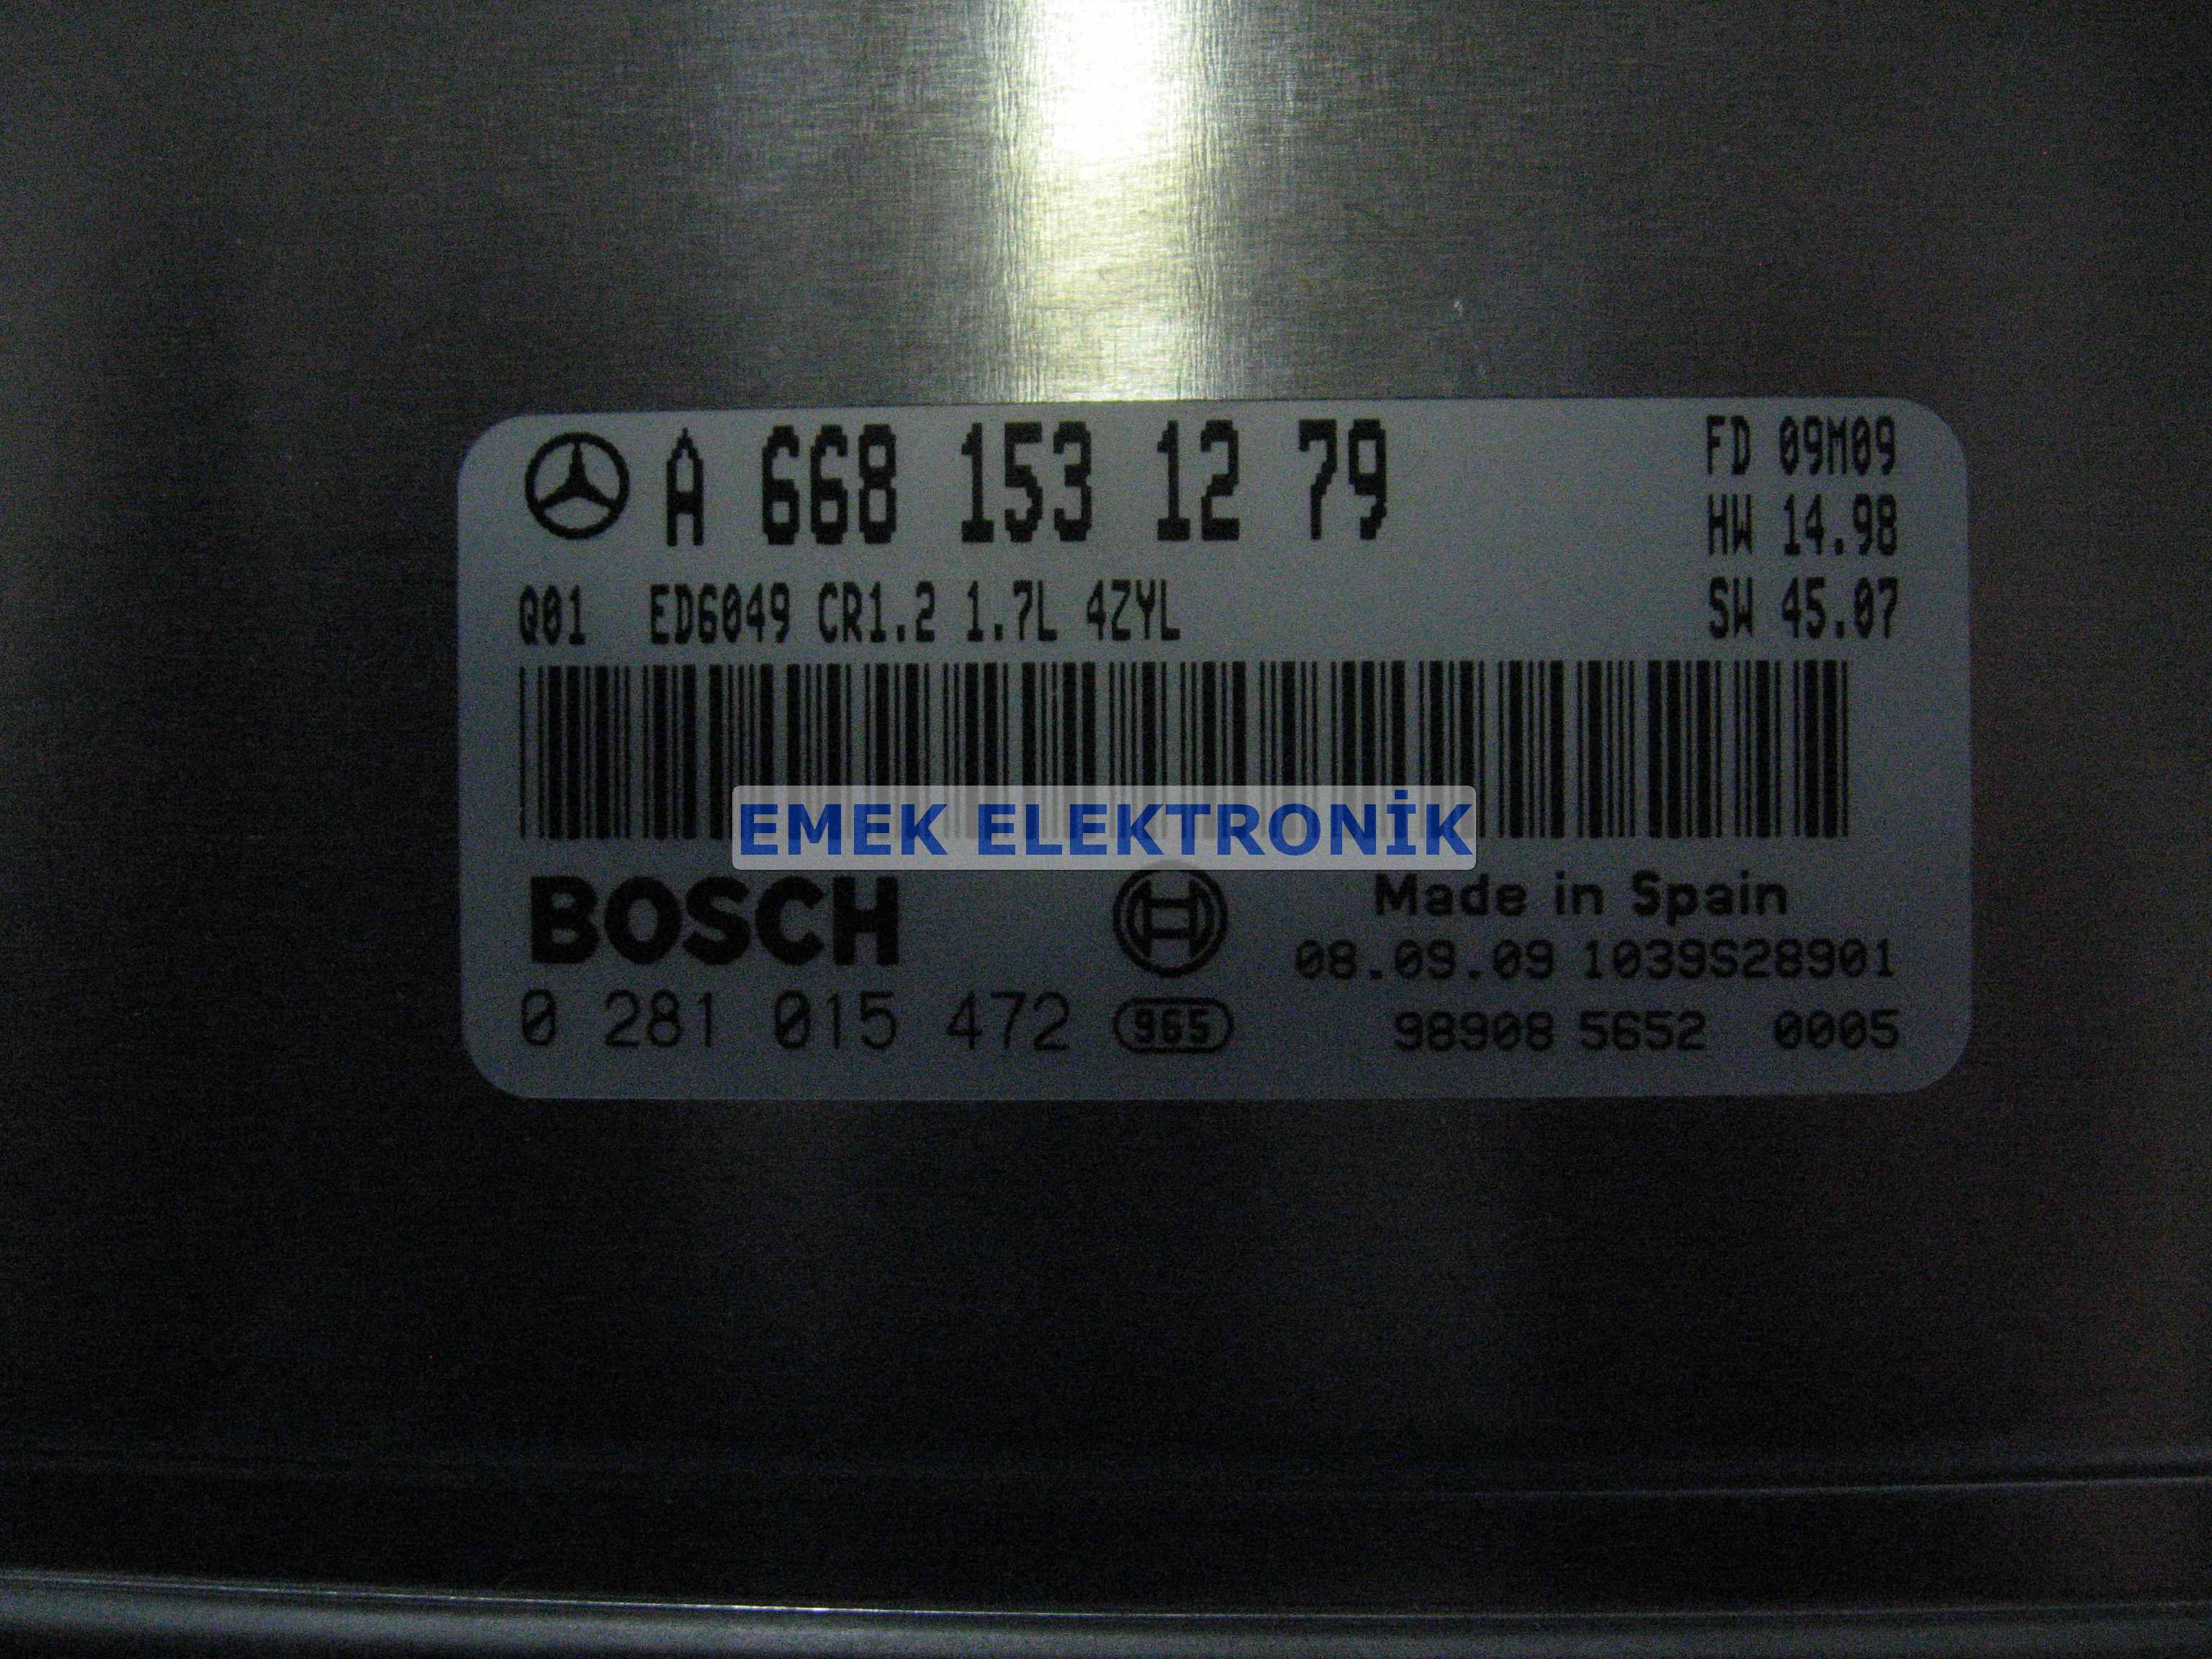 A 668 153 12 79
FD 09M09
HW 14.98
Q01 ED6049 CR1.2 1.7L 4ZYL
SW 45.07
EMEK ELEKTRONİK
BOSCH
Made in Spain
08.09.09 1039S28901
0 281 015 472 965
98908 5652 0005